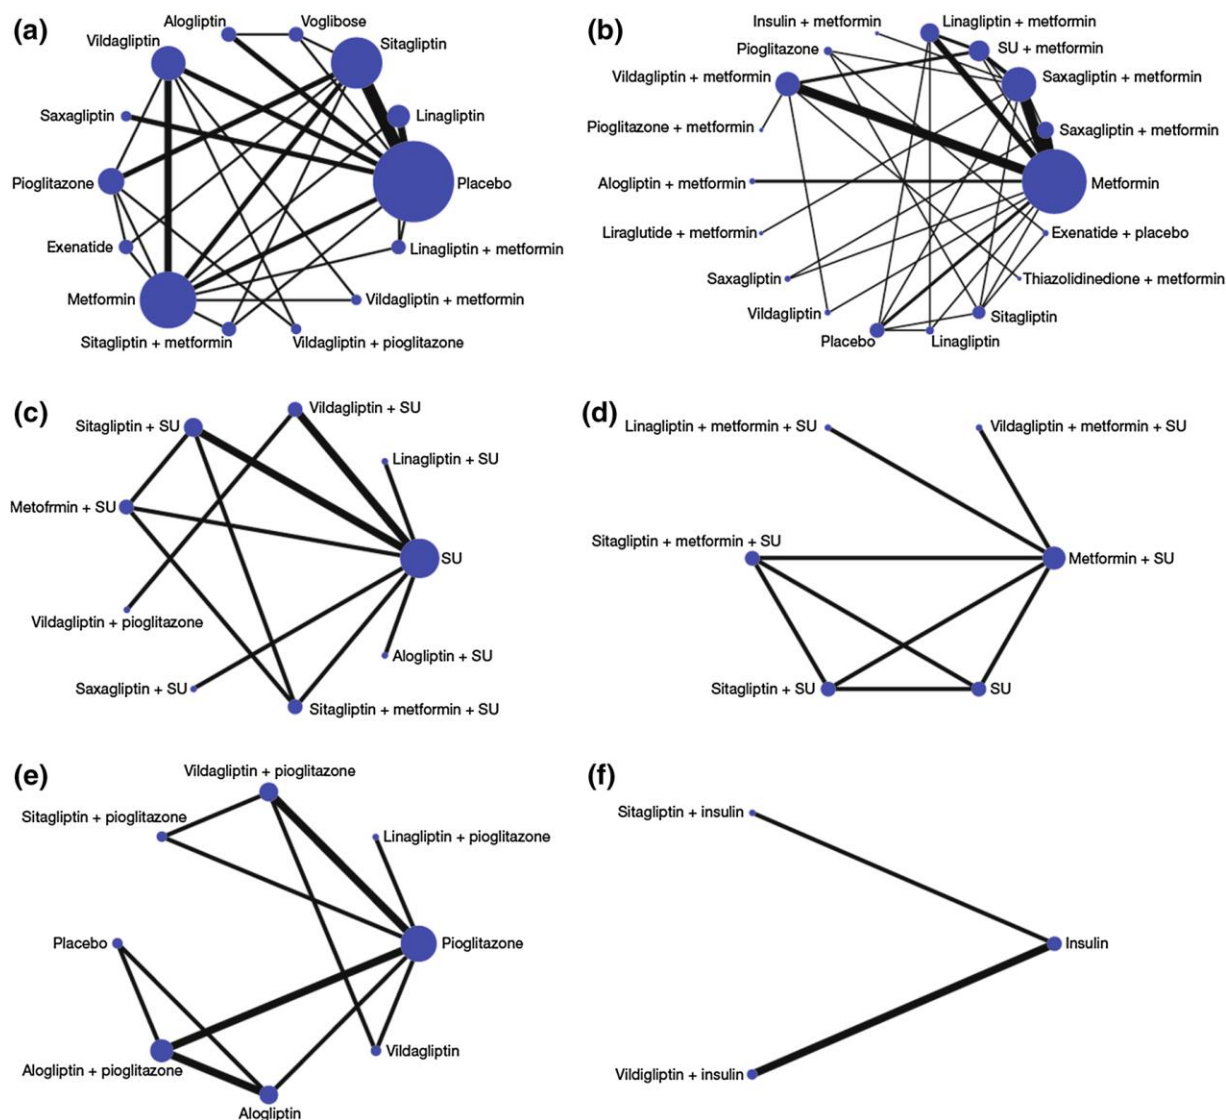 (a)
Alogliptin
Voglibose
Vildagliptin
Sitagliptin
Saxagliptin
Linagliptin
Pioglitazone
Placebo
Exenatide
Linagliptin + metformin
Metformin
Vildagliptin + metformin
Sitagliptin + metformin
Vildagliptin + pioglitazone
(b)
Insulin + metformin
Linagliptin + metformin
Pioglitazone
SU + metformin
Vildagliptin + metformin
Saxagliptin + metformin
Pioglitazone + metformin
Saxagliptin + metformin
Alogliptin + metformin
Metformin
Liraglutide + metformin
Exenatide + placebo
Saxagliptin
Thiazolidinedione + metformin
Vildagliptin
Sitagliptin
Placebo
Linagliptin
(c)
Vildagliptin + SU
Sitagliptin + SU
Linagliptin + SU
Metofrmin + SU
SU
Vildagliptin + pioglitazone
Alogliptin + SU
Saxagliptin + SU
Sitagliptin + metformin + SU
(d)
Linagliptin + metformin + SU
Vildagliptin + metformin + SU
Sitagliptin + metformin + SU
Metformin + SU
Sitagliptin + SU
SU
(e)
Vildagliptin + pioglitazone
Sitagliptin + pioglitazone
Linagliptin + pioglitazone
Placebo
Pioglitazone
Vildagliptin
Alogliptin + pioglitazone
Alogliptin
(f)
Sitagliptin + insulin
Insulin
Vildigliptin + insulin